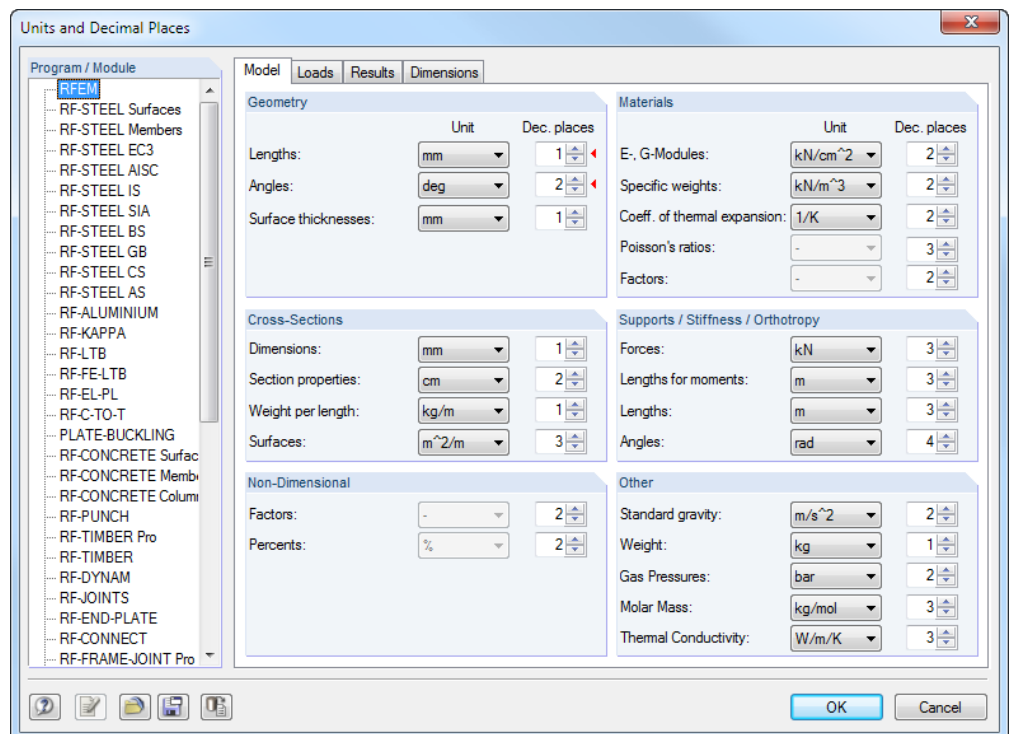 Units and Decimal Places
Program / Module
RFEM
RF-STEEL Surfaces
RF-STEEL Members
RF-STEEL EC3
RF-STEEL AISC
RF-STEEL IS
RF-STEEL SIA
RF-STEEL BS
RF-STEEL GB
RF-STEEL CS
RF-STEEL AS
RF-ALUMINIUM
RF-KAPPA
RF-LTB
RF-FE-LTB
RF-EL-PL
RF-C-TO-T
PLATE-BUCKLING
RF-CONCRETE Surfac
RF-CONCRETE Memb
RF-CONCRETE Colum
RF-PUNCH
RF-TIMBER Pro
RF-TIMBER
RF-DYNAM
RF-JOINTS
RF-END-PLATE
RF-CONNECT
RF-FRAME-JOINT Pro
Model Loads Results Dimensions
Geometry
Unit Dec. places
Lengths: mm 1
Angles: deg 2
Surface thicknesses: mm 1
Materials
Unit Dec. places
E-, G-Modules: kN/cm^2 2
Specific weights: kN/m^3 2
Coeff. of thermal expansion: 1/K 2
Poisson's ratios: - 3
Factors: - 2
Cross-Sections
Dimensions: mm 1
Section properties: cm 2
Weight per length: kg/m 1
Surfaces: m^2/m 3
Supports / Stiffness / Orthotropy
Forces: kN 3
Lengths for moments: m 3
Lengths: m 3
Angles: rad 4
Non-Dimensional
Factors: - 2
Percents: % 2
Other
Standard gravity: m/s^2 2
Weight: kg 1
Gas Pressures: bar 2
Molar Mass: kg/mol 3
Thermal Conductivity: W/m/K 3
OK Cancel